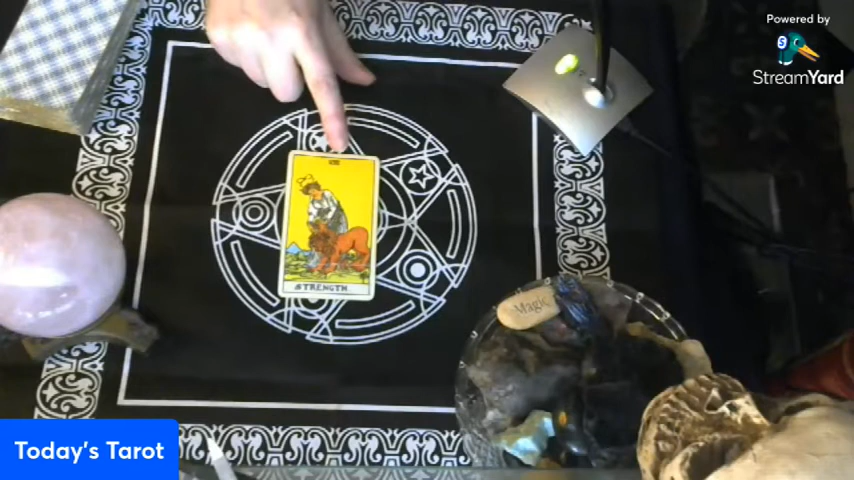 Powered by
StreamYard
VIII
STRENGTH.
Magic
Today's Tarot